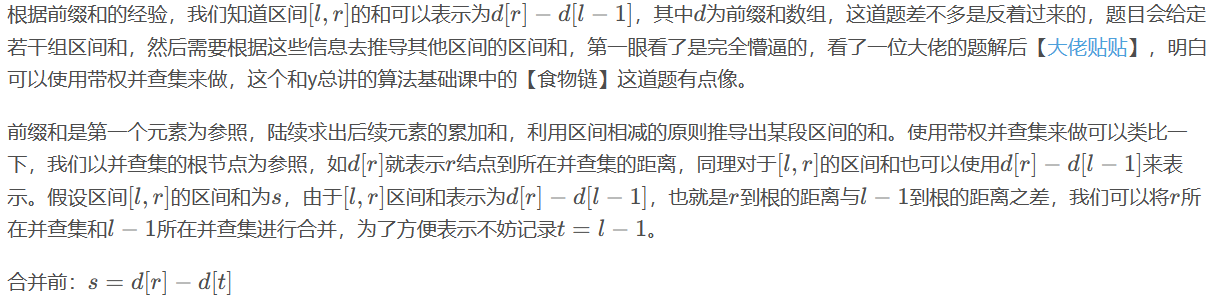 根据前缀和的经验，我们知道区间[l, r]的和可以表示为d[r] − d[l − 1]，其中d为前缀和数组，这道题差不多是反着过来的，题目会给定
若干组区间和，然后需要根据这些信息去推导其他区间的区间和，第一眼看了是完全懵逼的，看了一位大佬的题解后【大佬贴贴】，明白
可以使用带权并查集来做，这个和y总讲的算法基础课中的【食物链】这道题有点像。
前缀和是第一个元素为参照，陆续求出后续元素的累加和，利用区间相减的原则推导出某段区间的和。使用带权并查集来做可以类比一
下，我们以并查集的根节点为参照，如d[r]就表示r结点到所在并查集的距离，同理对于[l, r]的区间和也可以使用d[r] − d[l − 1]来表
示。假设区间[l, r]的区间和为s，由于[l, r]区间和表示为d[r] − d[l − 1]，也就是r到根的距离与l − 1到根的距离之差，我们可以将r所
在并查集和l − 1所在并查集进行合并，为了方便表示不妨记录t = l − 1。
合并前：s = d[r] − d[t]